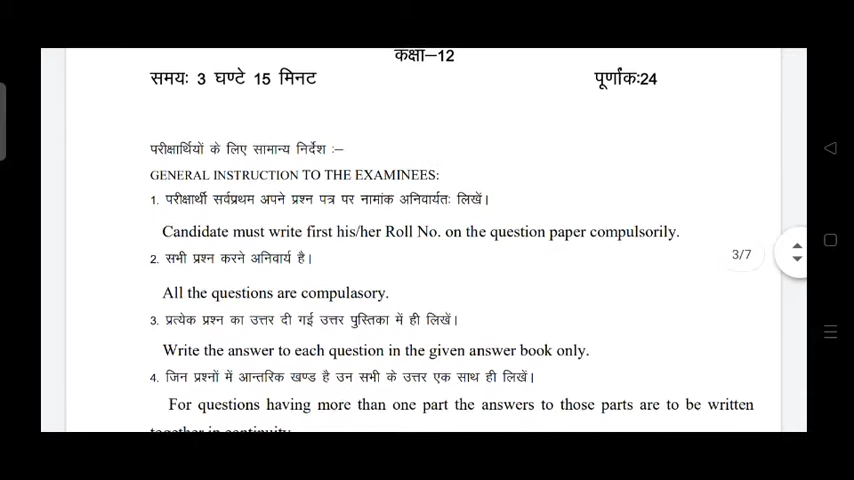 कक्षा–12
समयः 3 घण्टे 15 मिनट
पूर्णांक:24
परीक्षार्थियों के लिए सामान्य निर्देश :–
GENERAL INSTRUCTION TO THE EXAMINEES:
1. परीक्षार्थी सर्वप्रथम अपने प्रश्न पत्र पर नामांक अनिवार्यतः लिखें।
Candidate must write first his/her Roll No. on the question paper compulsorily.
2. सभी प्रश्न करने अनिवार्य है।
3/7
All the questions are compulasory.
3. प्रत्येक प्रश्न का उत्तर दी गई उत्तर पुस्तिका में ही लिखें।
Write the answer to each question in the given answer book only.
4. जिन प्रश्नों में आन्तरिक खण्ड है उन सभी के उत्तर एक साथ ही लिखें।
For questions having more than one part the answers to those parts are to be written
together in continuity.